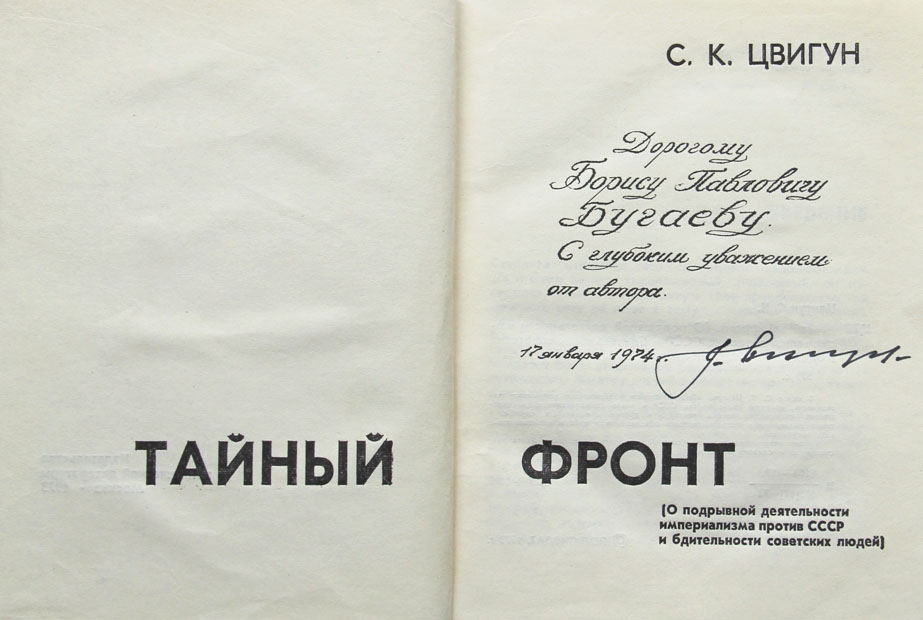 С. К. ЦВИГУН
Дорогому
Борису Павловичу
Бугаеву.
С глубоким уважением
от автора.
17 января 1974г.
ТАЙНЫЙ ФРОНТ
(О подрывной деятельности
империализма против СССР
и бдительности советских людей)